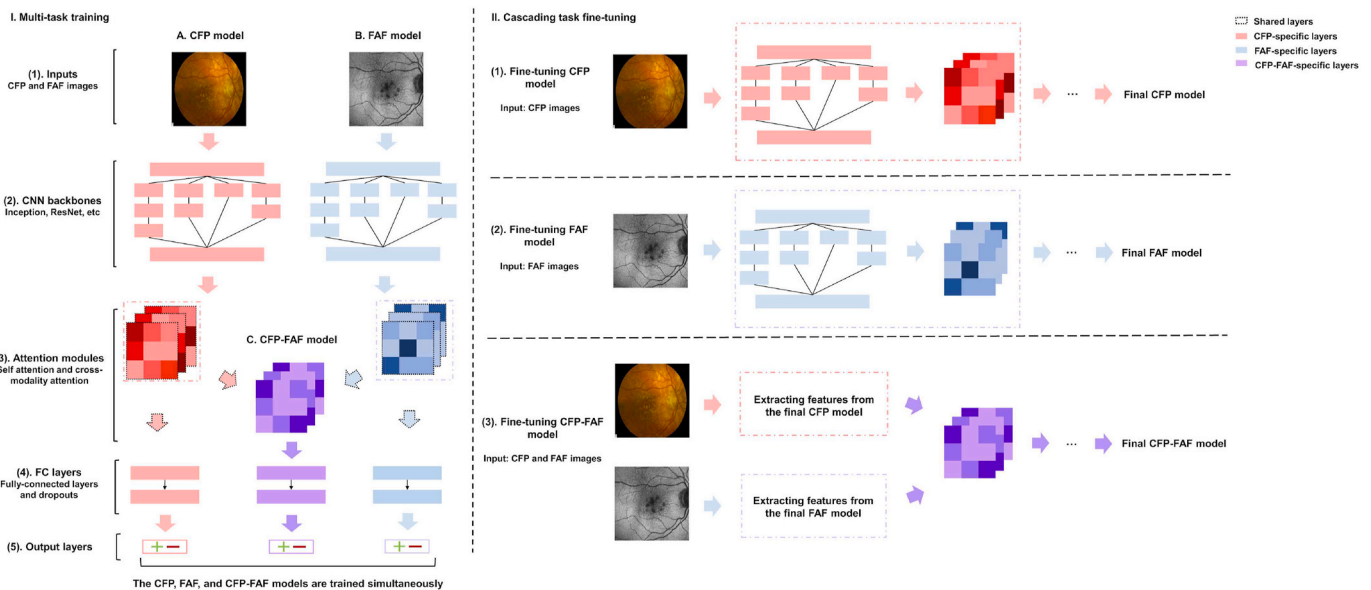 I. Multi-task training
A. CFP model
B. FAF model
(1). Inputs
CFP and FAF images
(2). CNN backbones
Inception, ResNet, etc
C. CFP-FAF model
3). Attention modules
Self attention and cross-
modality attention
(4). FC layers
Fully-connected layers
and dropouts
(5). Output layers
The CFP, FAF, and CFP-FAF models are trained simultaneously
II. Cascading task fine-tuning
Shared layers
CFP-specific layers
FAF-specific layers
CFP-FAF-specific layers
(1). Fine-tuning CFP
model
Input: CFP images
...
Final CFP model
(2). Fine-tuning FAF
model
Input: FAF images
...
Final FAF model
(3). Fine-tuning CFP-FAF
model
Input: CFP and FAF images
Extracting features from
the final CFP model
Extracting features from
the final FAF model
...
Final CFP-FAF model